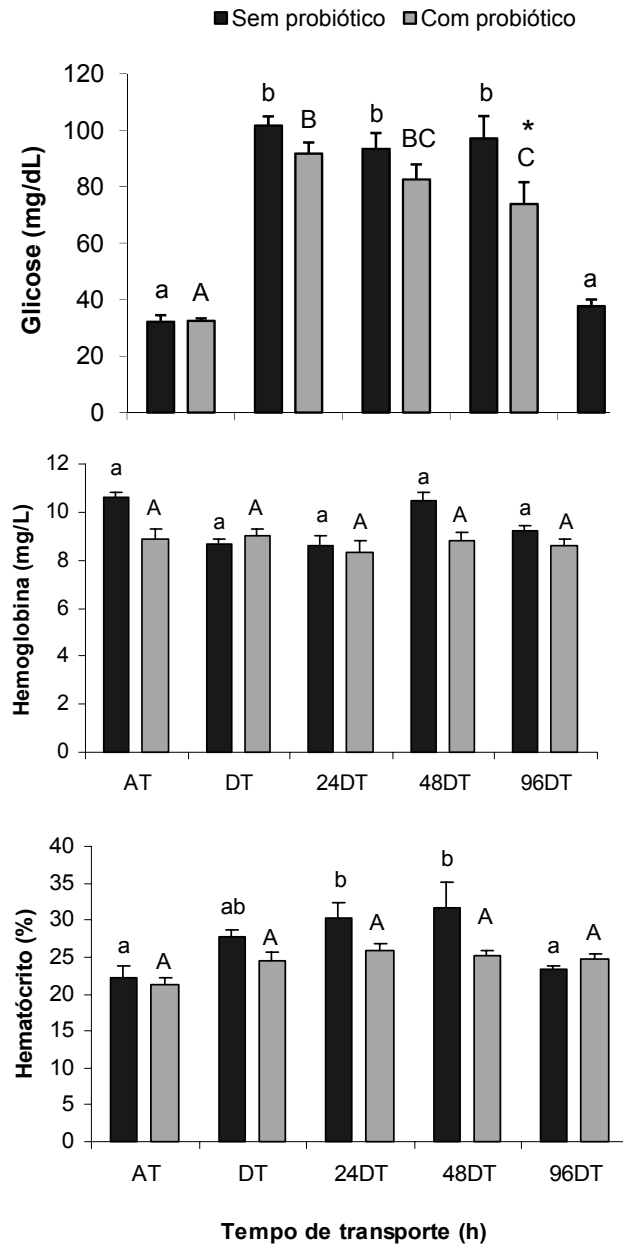 Sem probiótico Com probiótico
Glicose (mg/dL)
120
100
80
60
40
20
0
a A b B b BC b * C a
Hemoglobina (mg/L)
12
10
8
6
4
2
0
a A a A a A a A a A
AT DT 24DT 48DT 96DT
Hematócrito (%)
40
35
30
25
20
15
10
5
0
a A ab A b A b A a A
AT DT 24DT 48DT 96DT
Tempo de transporte (h)